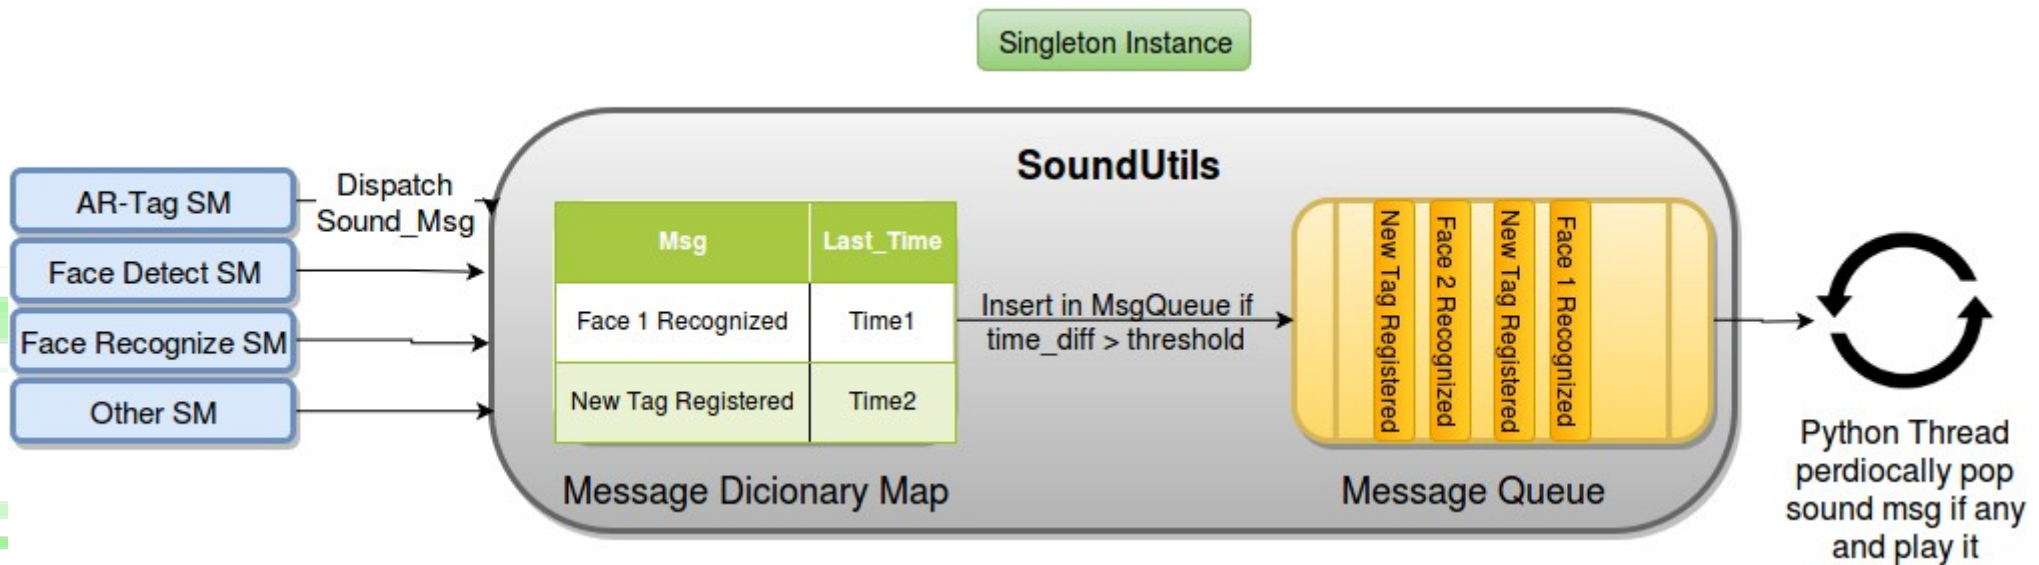 Singleton Instance
SoundUtils
AR-Tag SM
Face Detect SM
Face Recognize SM
Other SM
Dispatch
Sound_Msg
Msg
Last_Time
Face 1 Recognized
Time1
New Tag Registered
Time2
Message Dicionary Map
Insert in MsgQueue if
time_diff > threshold
New Tag Registered
Face 2 Recognized
New Tag Registered
Face 1 Recognized
Message Queue
Python Thread
perdiocally pop
sound msg if any
and play it